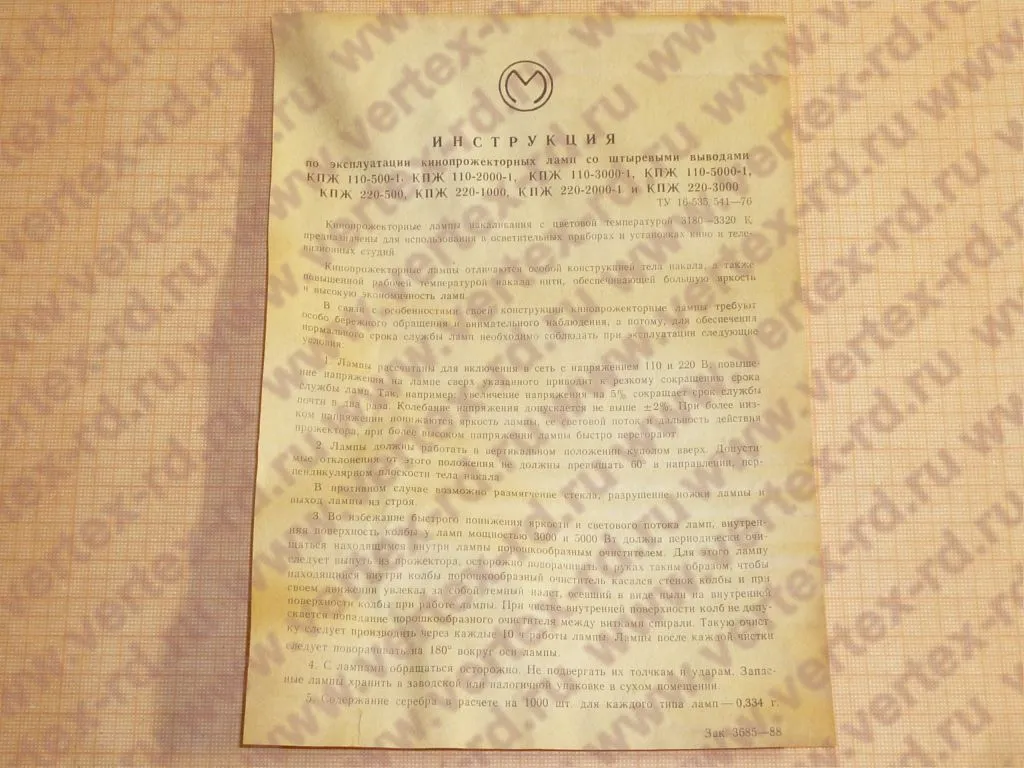 М
ИНСТРУКЦИЯ
по эксплуатации кинопрожекторных ламп со штыревыми выводами
КПЖ 110-500-1, КПЖ 110-2000-1, КПЖ 110-3000-1, КПЖ 110-5000-1,
КПЖ 220-500, КПЖ 220-1000, КПЖ 220-2000-1 и КПЖ 220-3000
ТУ 16-535 541—76
Кинопрожекторные лампы накаливания с цветовой температурой 3180—3320 К
предназначены для использования в осветительных приборах и установках кино и теле-
визионных студий.
Кинопрожекторные лампы отличаются особой конструкцией тела накала, а также
повышенной рабочей температурой накала нити, обеспечивающей большую яркость
и высокую экономичность ламп.
В связи с особенностями своей конструкции кинопрожекторные лампы требуют
особо бережного обращения и внимательного наблюдения, а потому, для обеспечения
нормального срока службы ламп необходимо соблюдать при эксплуатации следующие
условия:
1. Лампы рассчитаны для включения в сеть с напряжением 110 и 220 В, повыше-
ние напряжения на лампе сверх указанного приводит к резкому сокращению срока
службы ламп. Так, например: увеличение напряжения на 5% сокращает срок службы
почти в два раза. Колебание напряжения допускается не выше ±2%. При более низ-
ком напряжении понижаются яркость лампы, ее световой поток и дальность действия
прожектора, при более высоком напряжении лампы быстро перегорают.
2. Лампы должны работать в вертикальном положении куполом вверх. Допусти-
мые отклонения от этого положения не должны превышать 60° в направлении, пер-
пендикулярном плоскости тела накала.
В противном случае возможно размягчение стекла, разрушение ножки лампы и
выход лампы из строя.
3. Во избежание быстрого понижения яркости и светового потока ламп, внутрен-
няя поверхность колбы у ламп мощностью 3000 и 5000 Вт должна периодически очи-
щаться находящимся внутри лампы порошкообразным очистителем. Для этого лампу
следует вынуть из прожектора, осторожно поворачивать в руках таким образом, чтобы
находящийся внутри колбы порошкообразный очиститель касался стенок колбы и при
своем движении увлекал за собой темный налет, осевший в виде пыли на внутренней
поверхности колбы при работе лампы. При чистке внутренней поверхности колб не допу-
скается попадание порошкообразного очистителя между витками спирали. Такую очист-
ку следует производить через каждые 10 ч работы лампы. Лампы после каждой чистки
следует поворачивать на 180° вокруг оси лампы.
4. С лампами обращаться осторожно. Не подвергать их толчкам и ударам. Запас-
ные лампы хранить в заводской или налогичной упаковке в сухом помещении.
5. Содержание серебра в расчете на 1000 шт. для каждого типа ламп—0,334 г.
Зак 3685—88
www.vertex-rd.ru